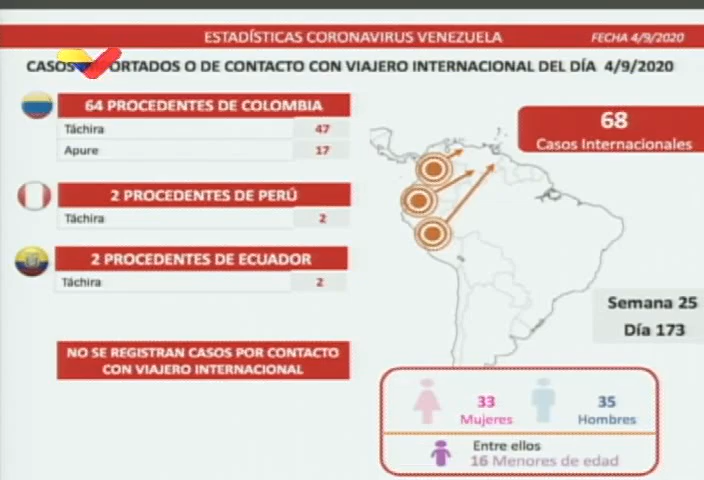 ESTADÍSTICAS CORONAVIRUS VENEZUELA
FECHA 4/9/2020
CASOS IMPORTADOS O DE CONTACTO CON VIAJERO INTERNACIONAL DEL DÍA 4/9/2020
64 PROCEDENTES DE COLOMBIA
Táchira 47
Apure 17
68
Casos Internacionales
2 PROCEDENTES DE PERÚ
Táchira 2
2 PROCEDENTES DE ECUADOR
Táchira 2
Semana 25
Día 173
NO SE REGISTRAN CASOS POR CONTACTO
CON VIAJERO INTERNACIONAL
33
Mujeres
35
Hombres
Entre ellos
16 Menores de edad